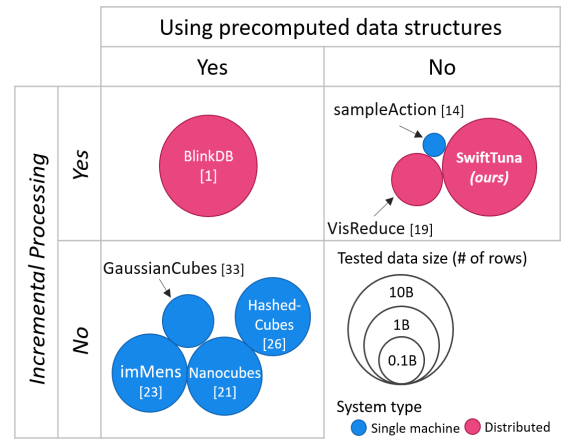 Using precomputed data structures
Yes
No
Incremental Processing
Yes
BlinkDB
[1]
sampleAction [14]
SwiftTuna
(ours)
VisReduce [19]
No
GaussianCubes [33]
Hashed-
Cubes
[26]
imMens
[23]
Nanocubes
[21]
Tested data size (# of rows)
10B
1B
0.1B
System type
Single machine
Distributed